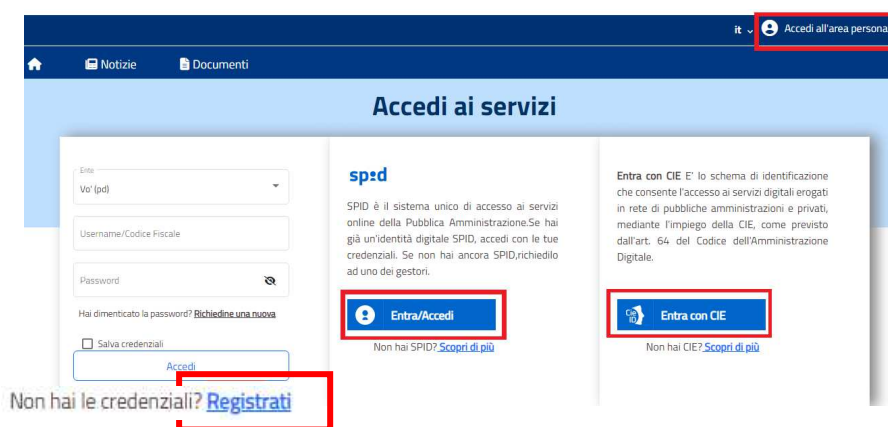 it
Accedi all'area persona
Notizie
Documenti
Accedi ai servizi
Ente
Vo' (pd)
Username/Codice Fiscale
Password
Hai dimenticato la password? Richiedine una nuova
Salva credenziali
Accedi
Non hai le credenziali? Registrati
spid
SPID è il sistema unico di accesso ai servizi
online della Pubblica Amministrazione.Se hai
già un'identità digitale SPID, accedi con le tue
credenziali. Se non hai ancora SPID,richiedilo
ad uno dei gestori.
Entra/Accedi
Non hai SPID? Scopri di più
Entra con CIE E' lo schema di identificazione
che consente l'accesso ai servizi digitali erogati
in rete di pubbliche amministrazioni e privati,
mediante l'impiego della CIE, come previsto
dall'art. 64 del Codice dell'Amministrazione
Digitale.
Cie
ID
Entra con CIE
Non hai CIE? Scopri di più